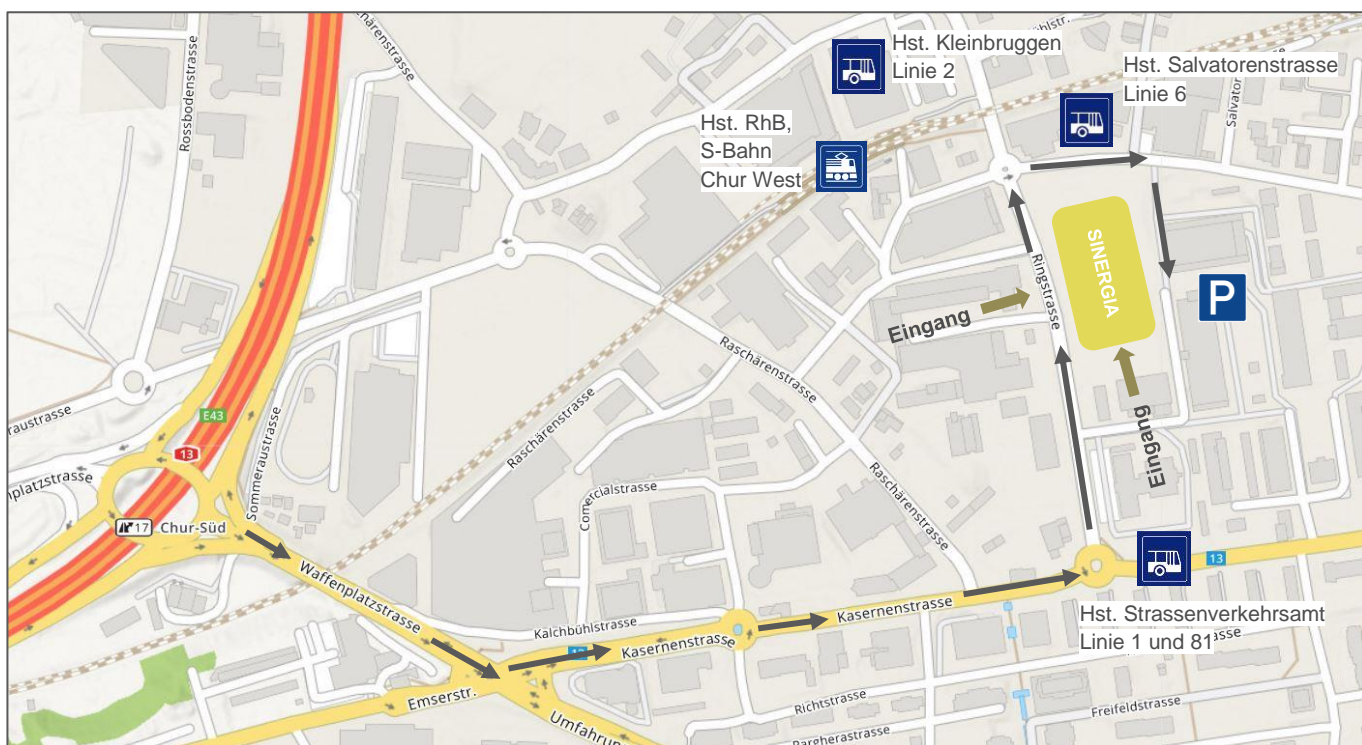 Hst. Kleinbruggen
Linie 2
Hst. Salvatorenstrasse
Linie 6
Hst. RhB,
S-Bahn
Chur West
Rossbodenstrasse
SINERGIA
Ringstrasse
P
Eingang
Eingang
Raschärenstrasse
Raschärenstrasse
Raschärenstrasse
E43
13
17
Chur-Süd
Sommeraustrasse
Comercialstrasse
Waffenplatzstrasse
Kalchbühlstrasse
Kasernenstrasse
Kasernenstrasse
13
Hst. Strassenverkehrsamt
Linie 1 und 81
Emserstr.
Richtstrasse
Freifeldstrasse